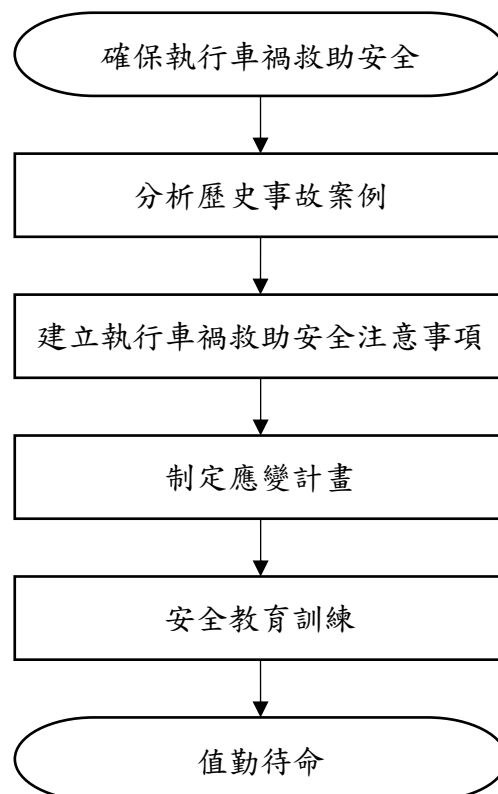 確保執行車禍救助安全
分析歷史事故案例
建立執行車禍救助安全注意事項
制定應變計畫
安全教育訓練
值勤待命